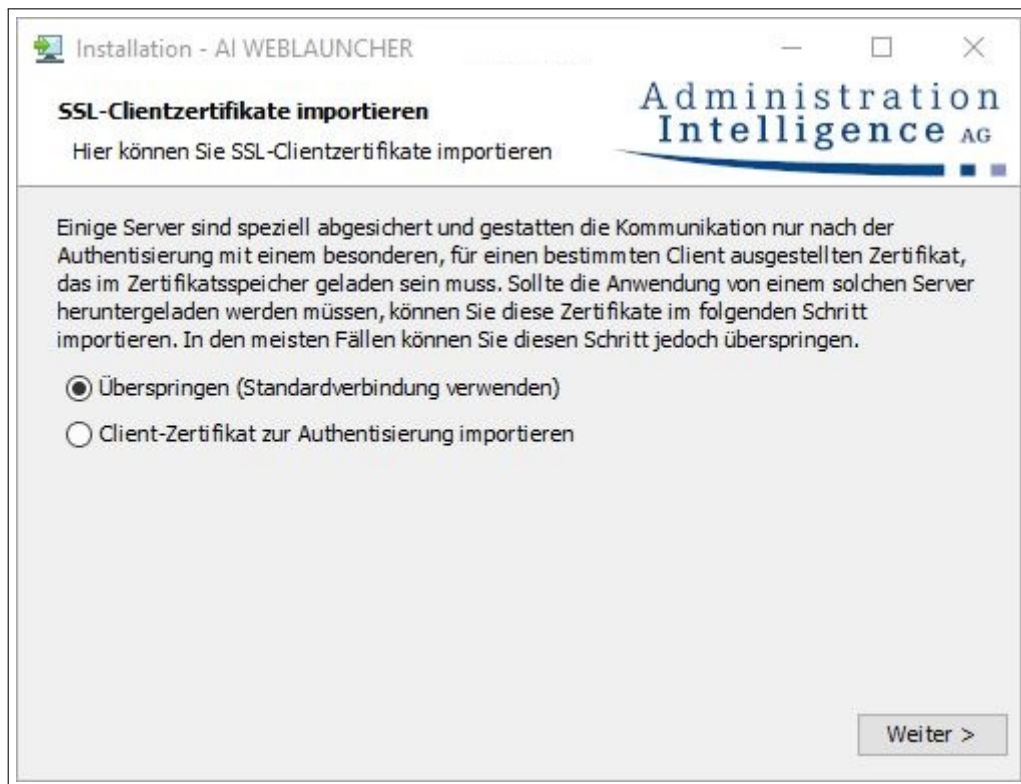 Installation - AI WEBLAUNCHER
SSL-Clientzertifikate importieren
Hier können Sie SSL-Clientzertifikate importieren
Administration
Intelligence AG
Einige Server sind speziell abgesichert und gestatten die Kommunikation nur nach der
Authentisierung mit einem besonderen, für einen bestimmten Client ausgestellten Zertifikat,
das im Zertifikatsspeicher geladen sein muss. Sollte die Anwendung von einem solchen Server
heruntergeladen werden müssen, können Sie diese Zertifikate im folgenden Schritt
importieren. In den meisten Fällen können Sie diesen Schritt jedoch überspringen.
Überspringen (Standardverbindung verwenden)
Client-Zertifikat zur Authentisierung importieren
Weiter >